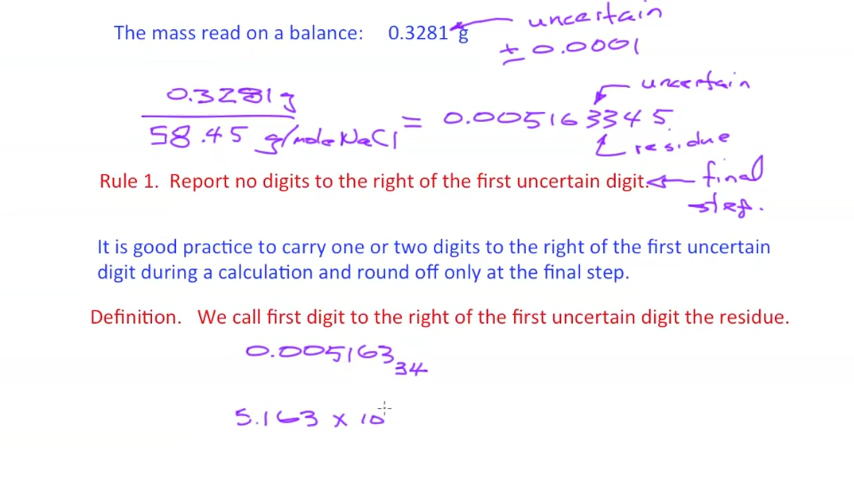 uncertain
The mass read on a balance: 0.3281 g
± 0.0001
uncertain
0.3281g
58.45 g/mole NaCl = 0.005163345
residue
Rule 1. Report no digits to the right of the first uncertain digit. final
step.
It is good practice to carry one or two digits to the right of the first uncertain
digit during a calculation and round off only at the final step.
Definition. We call first digit to the right of the first uncertain digit the residue.
0.00516334
5.163 x 10